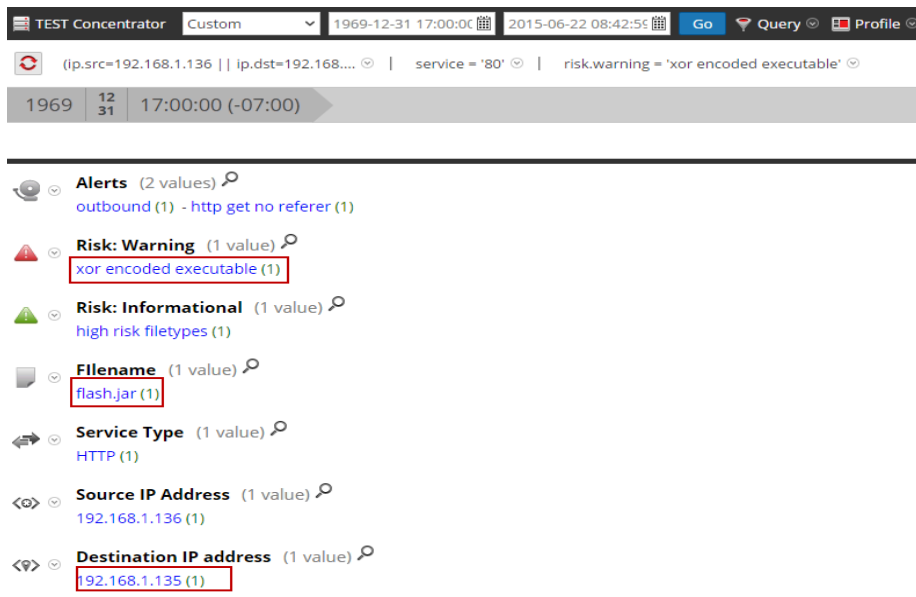 TEST Concentrator Custom 1969-12-31 17:00:00 2015-06-22 08:42:59 Go Query Profile
(ip.src=192.168.1.136 || ip.dst=192.168.... | service = '80' | risk.warning = 'xor encoded executable'
1969 12 31 17:00:00 (-07:00)
Alerts (2 values)
outbound (1) - http get no referer (1)
Risk: Warning (1 value)
xor encoded executable (1)
Risk: Informational (1 value)
high risk filetypes (1)
FIlename (1 value)
flash.jar (1)
Service Type (1 value)
HTTP (1)
Source IP Address (1 value)
192.168.1.136 (1)
Destination IP address (1 value)
192.168.1.135 (1)